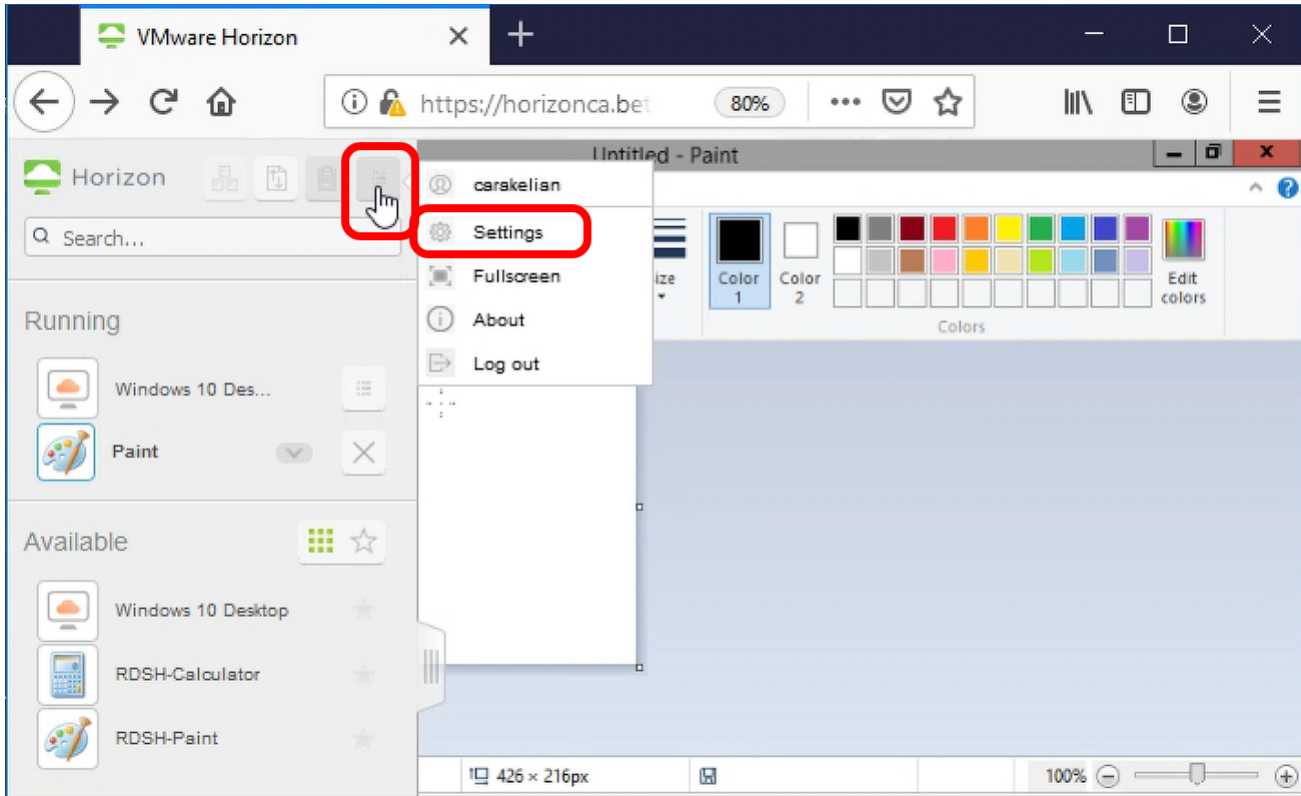 VMware Horizon
https://horizonca.bet
80%
Horizon
Search...
Running
Windows 10 Des...
Paint
Available
Windows 10 Desktop
RDSH-Calculator
RDSH-Paint
carakelian
Settings
Fullscreen
About
Log out
Untitled - Paint
ize
Color
1
Color
2
Edit
colors
Colors
426 × 216px
100%